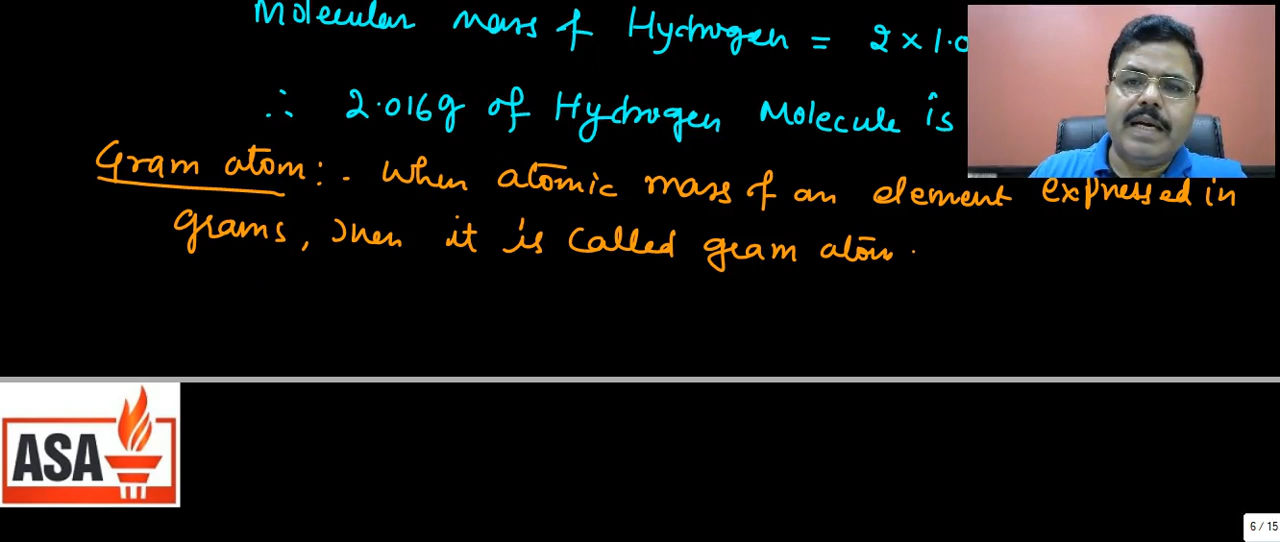 Molecular mass of Hydrogen = 2 × 1.0
∴ 2.016g of Hydrogen Molecule is
Gram atom:- When atomic mass of an element expressed in
grams, then it is called gram atom.
ASA
6 / 15